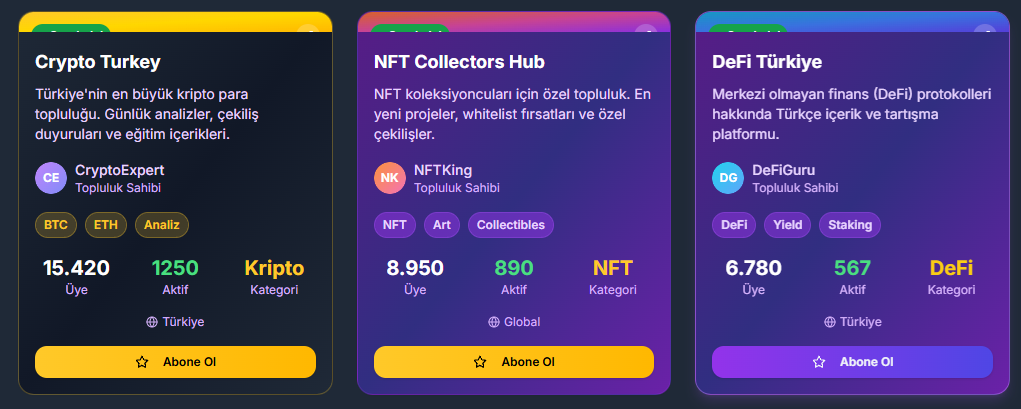 Crypto Turkey
Türkiye'nin en büyük kripto para
topluluğu. Günlük analizler, çekiliş
duyuruları ve eğitim içerikleri.
CE
CryptoExpert
Topluluk Sahibi
BTC ETH Analiz
15.420 1250 Kripto
Üye Aktif Kategori
Türkiye
Abone Ol
NFT Collectors Hub
NFT koleksiyoncuları için özel topluluk. En
yeni projeler, whitelist fırsatları ve özel
çekilişler.
NK
NFTKing
Topluluk Sahibi
NFT Art Collectibles
8.950 890 NFT
Üye Aktif Kategori
Global
Abone Ol
DeFi Türkiye
Merkezi olmayan finans (DeFi) protokolleri
hakkında Türkçe içerik ve tartışma
platformu.
DG
DeFiGuru
Topluluk Sahibi
DeFi Yield Staking
6.780 567 DeFi
Üye Aktif Kategori
Türkiye
Abone Ol